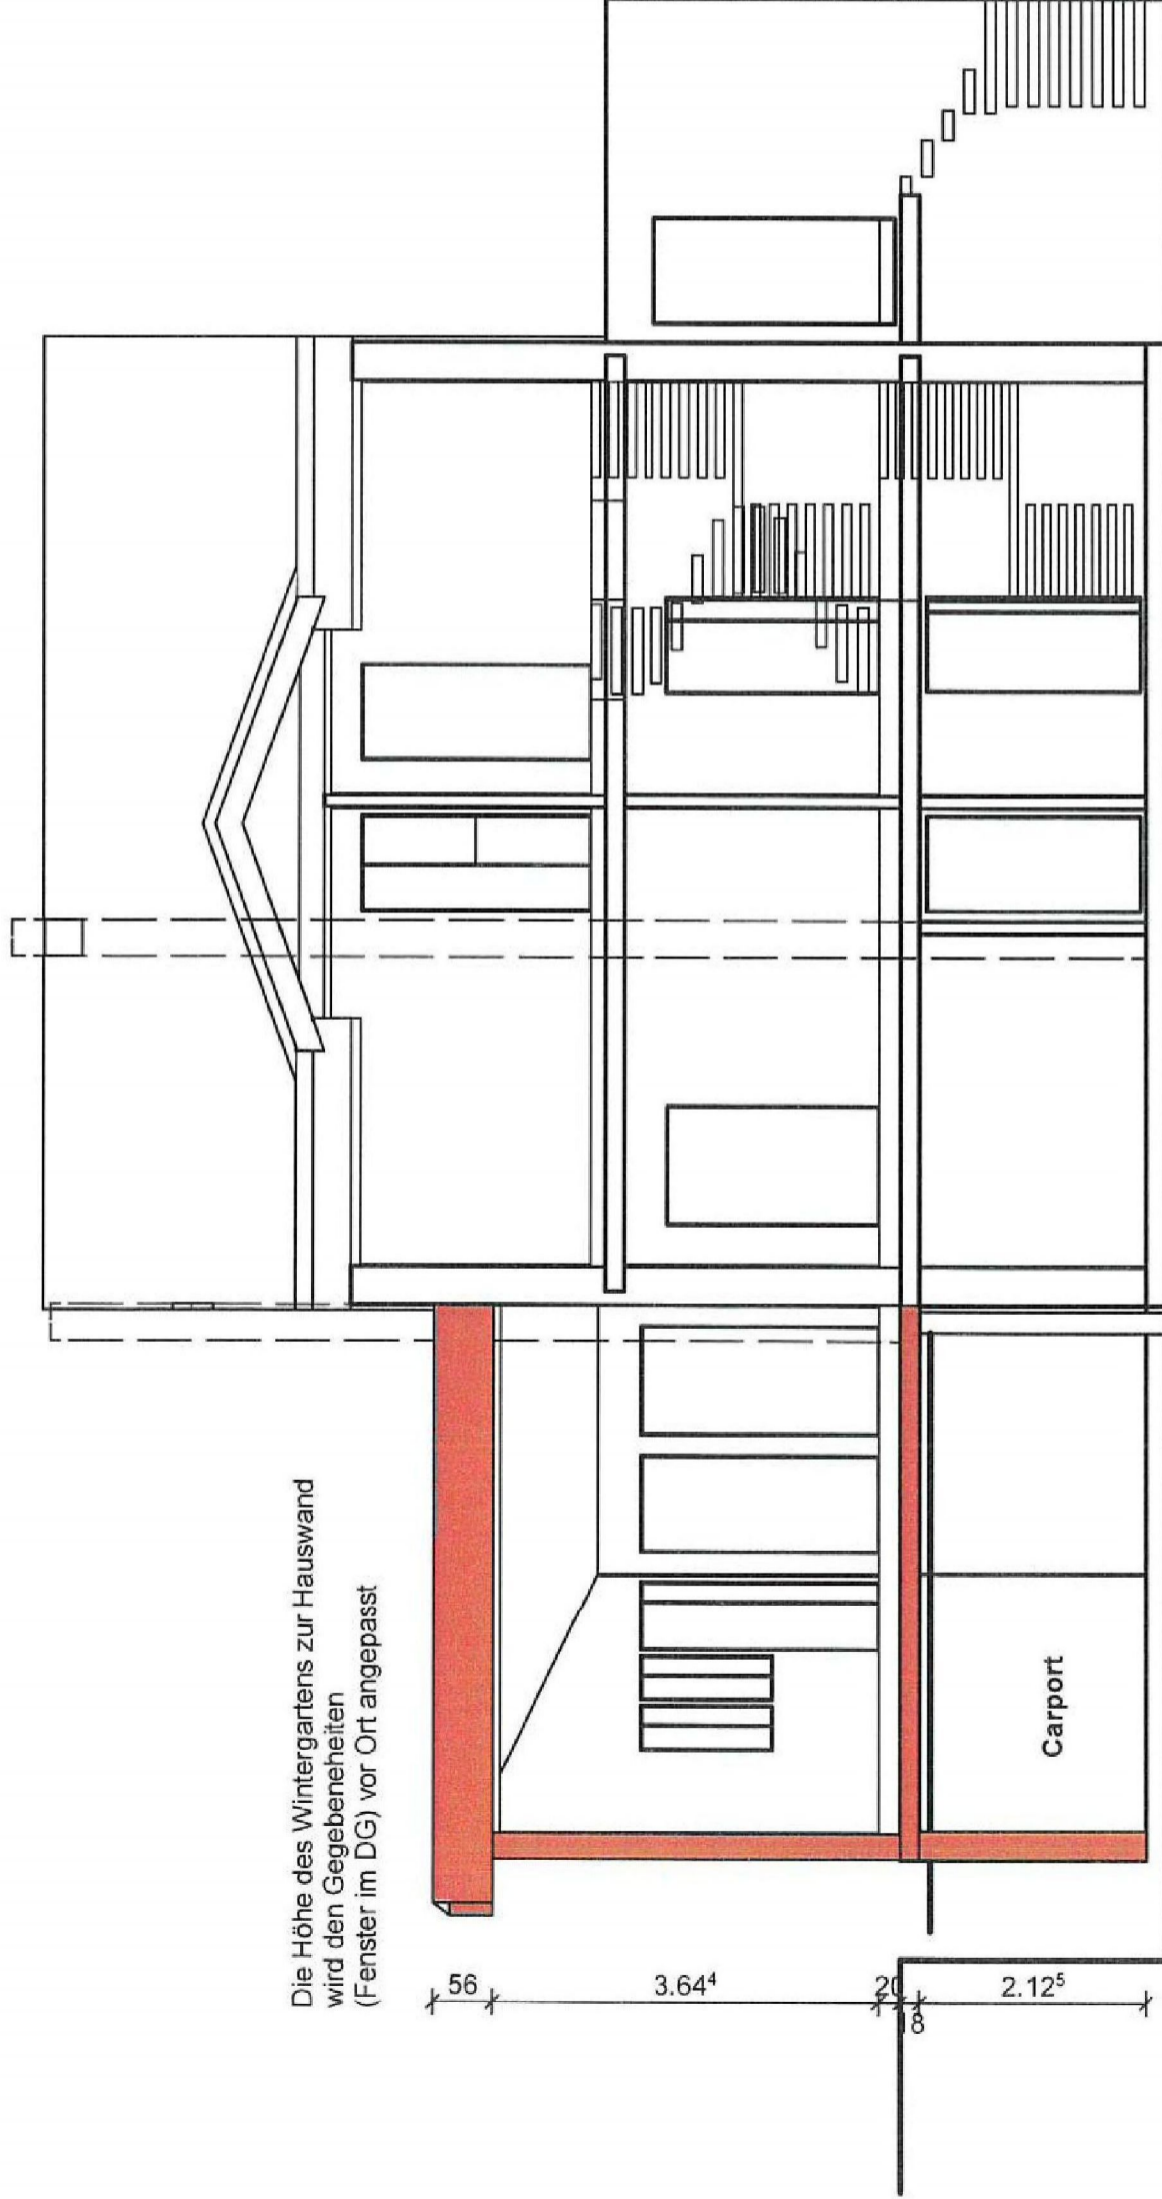 Die Höhe des Wintergartens zur Hauswand
wird den Gegebeneheiten
(Fenster im DG) vor Ort angepasst
56
3.64⁴
20
18
2.12⁵
Carport